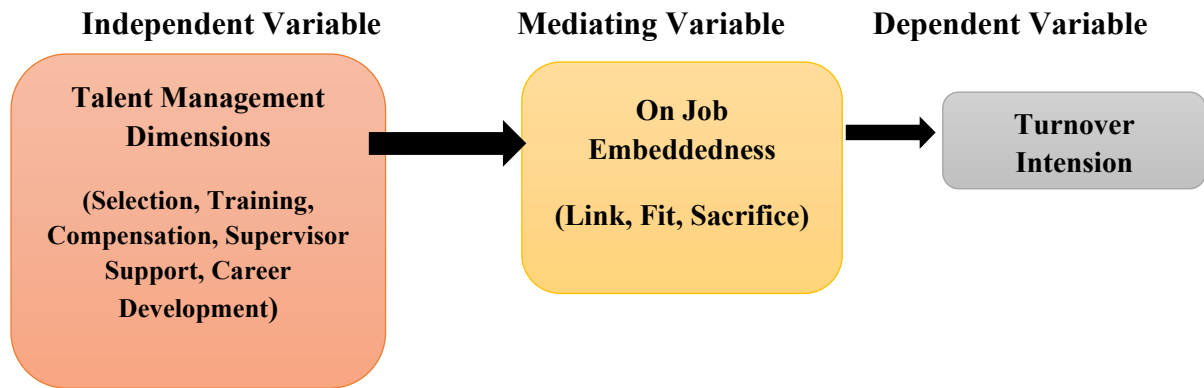 Independent Variable
Mediating Variable
Dependent Variable
Talent Management
Dimensions
(Selection, Training,
Compensation, Supervisor
Support, Career
Development)
On Job
Embeddedness
(Link, Fit, Sacrifice)
Turnover
Intension